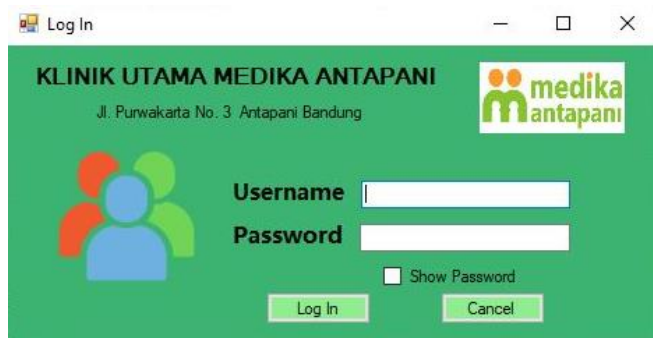 Log In
KLINIK UTAMA MEDIKA ANTAPANI
Jl. Purwakarta No. 3 Antapani Bandung
medika
antapani
Username
Password
Show Password
Log In
Cancel